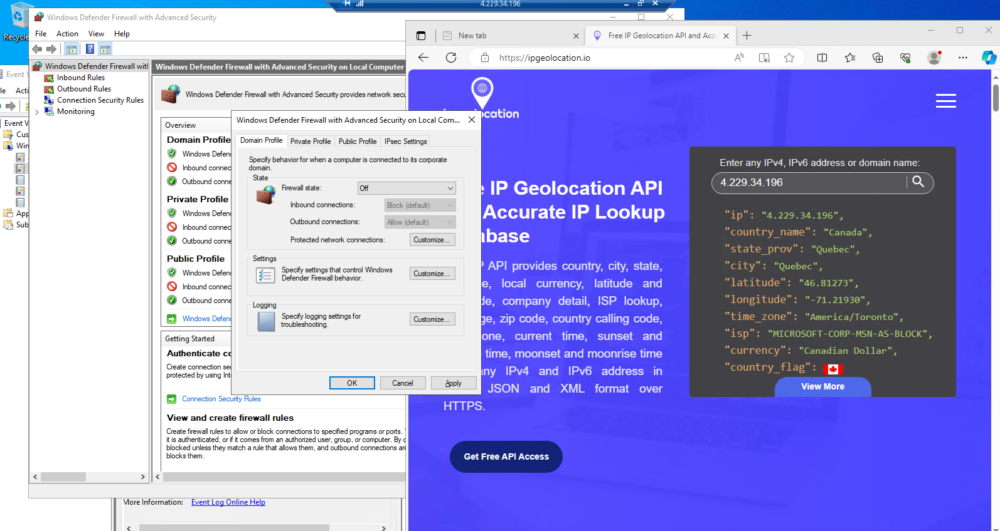 4.229.34.196
Recycle
Windows Defender Firewall with Advanced Security
File Action View Help
Event V
Acti
Event V
Cus
Win
App
Sub
Windows Defender Firewall witl
Inbound Rules
Outbound Rules
Connection Security Rules
Monitoring
Windows Defender Firewall with Advanced Security on Local Computer
Windows Defender Firewall with Advanced Security provides network secu
Overview
Domain Profile
Windows Defen
Inbound connec
Outbound conne
Private Profile
Windows Defen
Inbound connec
Outbound conne
Public Profile
Windows Defen
Inbound connec
Outbound conne
Windows Defen
Getting Started
Authenticate co
Create connection sec
protected by using Int
Connection Security Rules
View and create firewall rules
Create firewall rules to allow or block connections to specified programs or ports.
it is authenticated, or if it comes from an authorized user, group, or computer. By d
blocked unless they match a rule that allows them, and outbound connections are
blocks them.
More Information: Event Log Online Help
Windows Defender Firewall with Advanced Security on Local Com...
Domain Profile Private Profile Public Profile IPsec Settings
Specify behavior for when a computer is connected to its corporate
domain.
State
Firewall state: Off
Inbound connections: Block (default)
Outbound connections: Allow (default)
Protected network connections: Customize...
Settings
Specify settings that control Windows
Defender Firewall behavior.
Customize...
Logging
Specify logging settings for
troubleshooting.
Customize...
OK Cancel Apply
New tab
Free IP Geolocation API and Accu
https://ipgeolocation.io
location
e IP Geolocation API
Accurate IP Lookup
abase
P API provides country, city, state,
e, local currency, latitude and
de, company detail, ISP lookup,
ge, zip code, country calling code,
one, current time, sunset and
time, moonset and moonrise time
any IPv4 and IPv6 address in
JSON and XML format over
HTTPS.
Get Free API Access
Enter any IPv4, IPv6 address or domain name:
4.229.34.196
"ip": "4.229.34.196",
"country_name": "Canada",
"state_prov": "Quebec",
"city": "Quebec",
"latitude": "46.81273",
"longitude": "-71.21930",
"time_zone": "America/Toronto",
"isp": "MICROSOFT-CORP-MSN-AS-BLOCK",
"currency": "Canadian Dollar",
"country_flag":
View More